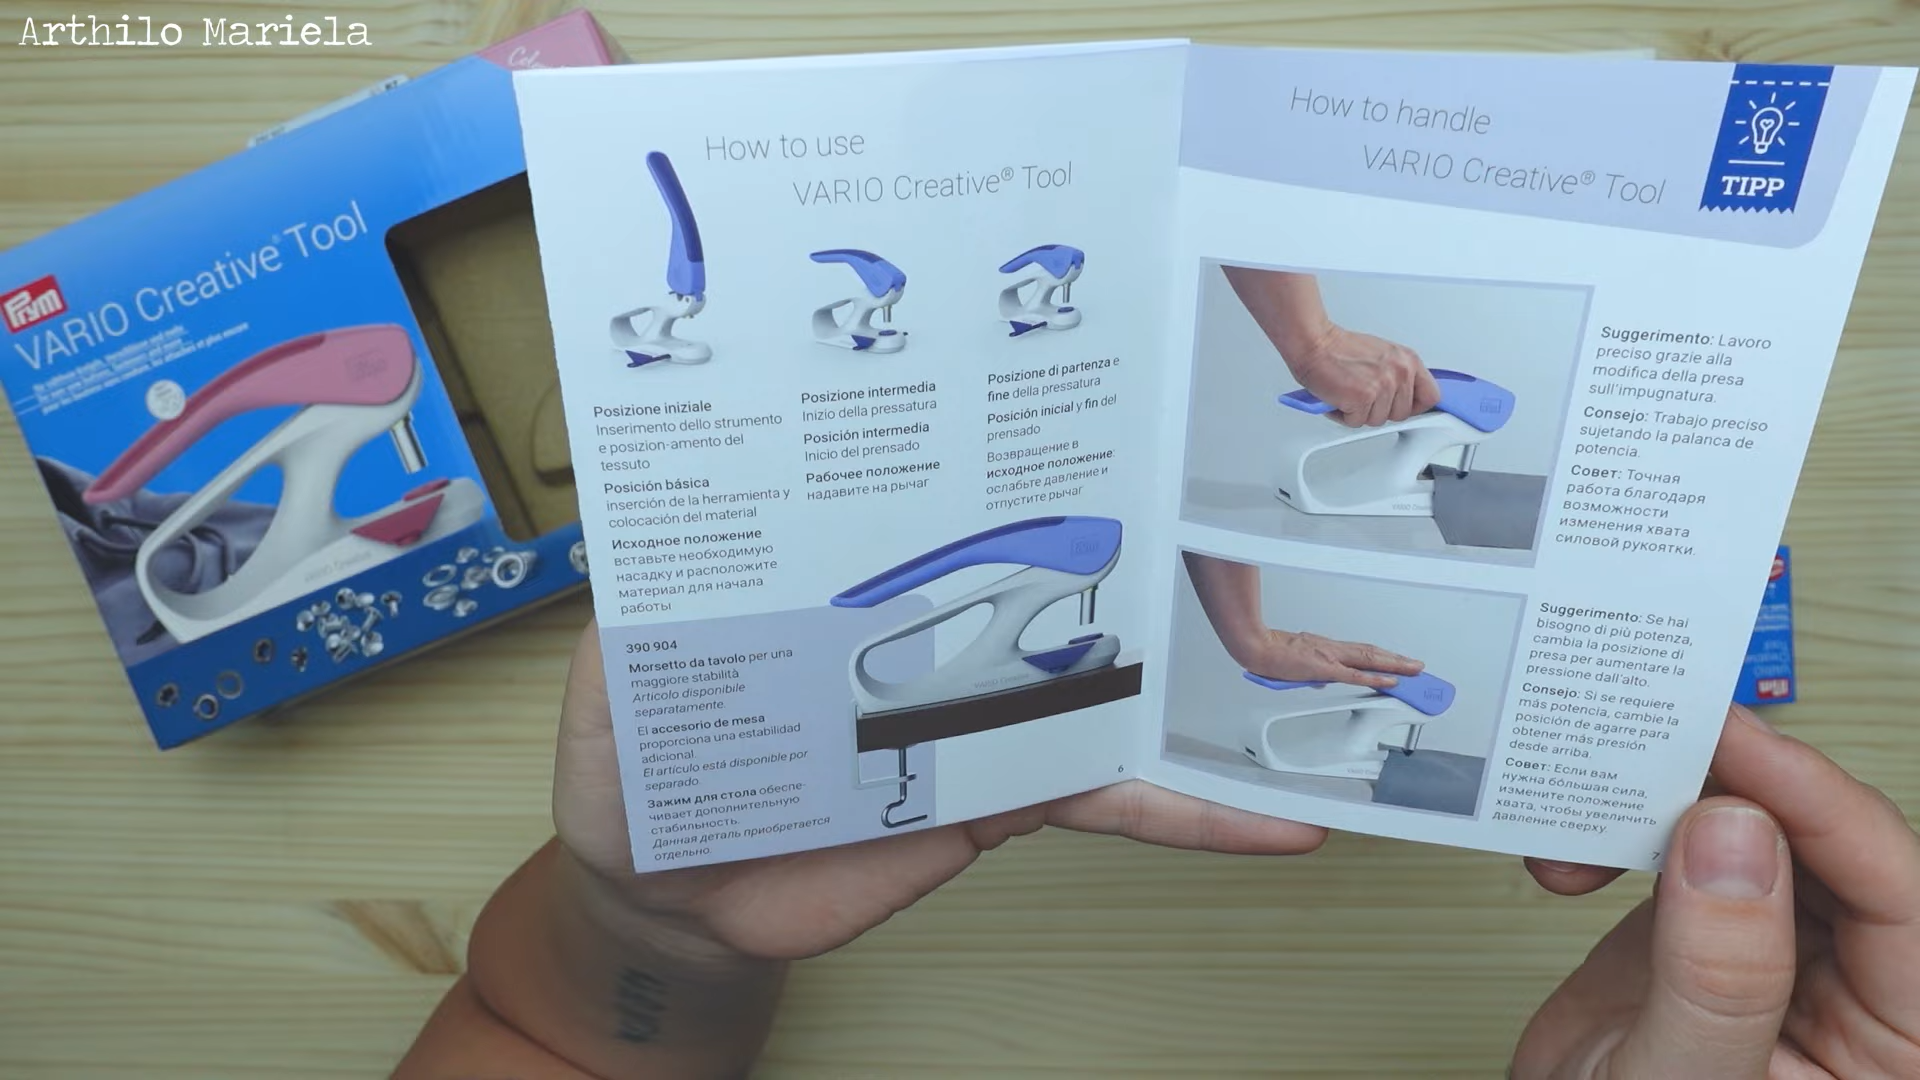 Arthilo Mariela
Prym
VARIO Creative® Tool
How to use
VARIO Creative® Tool
Posizione iniziale
Inserimento dello strumento
e posizion-amento del
tessuto
Posición básica
inserción de la herramienta y
colocación del material
Исходное положение
вставьте необходимую
насадку и расположите
материал для начала
работы
Posizione intermedia
Inizio della pressatura
Posición intermedia
Inicio del prensado
Рабочее положение
надавите на рычаг
Posizione di partenza e
fine della pressatura
Posición inicial y fin del
prensado
Возвращение в
исходное положение:
ослабьте давление и
отпустите рычаг
390 904
Morsetto da tavolo per una
maggiore stabilità
Articolo disponibile
separatamente.
El accesorio de mesa
proporciona una estabilidad
adicional.
El artículo está disponible por
separado.
Зажим для стола обеспе-
чивает дополнительную
стабильность.
Данная деталь приобретается
отдельно.
6
How to handle
VARIO Creative® Tool
TIPP
Suggerimento: Lavoro
preciso grazie alla
modifica della presa
sull'impugnatura.
Consejo: Trabajo preciso
sujetando la palanca de
potencia.
Совет: Точная
работа благодаря
возможности
изменения хвата
силовой рукоятки.
Suggerimento: Se hai
bisogno di più potenza,
cambia la posizione di
presa per aumentare la
pressione dall'alto.
Consejo: Si se requiere
más potencia, cambie la
posición de agarre para
obtener más presión
desde arriba.
Совет: Если вам
нужна бóльшая сила,
измените положение
хвата, чтобы увеличить
давление сверху.
7